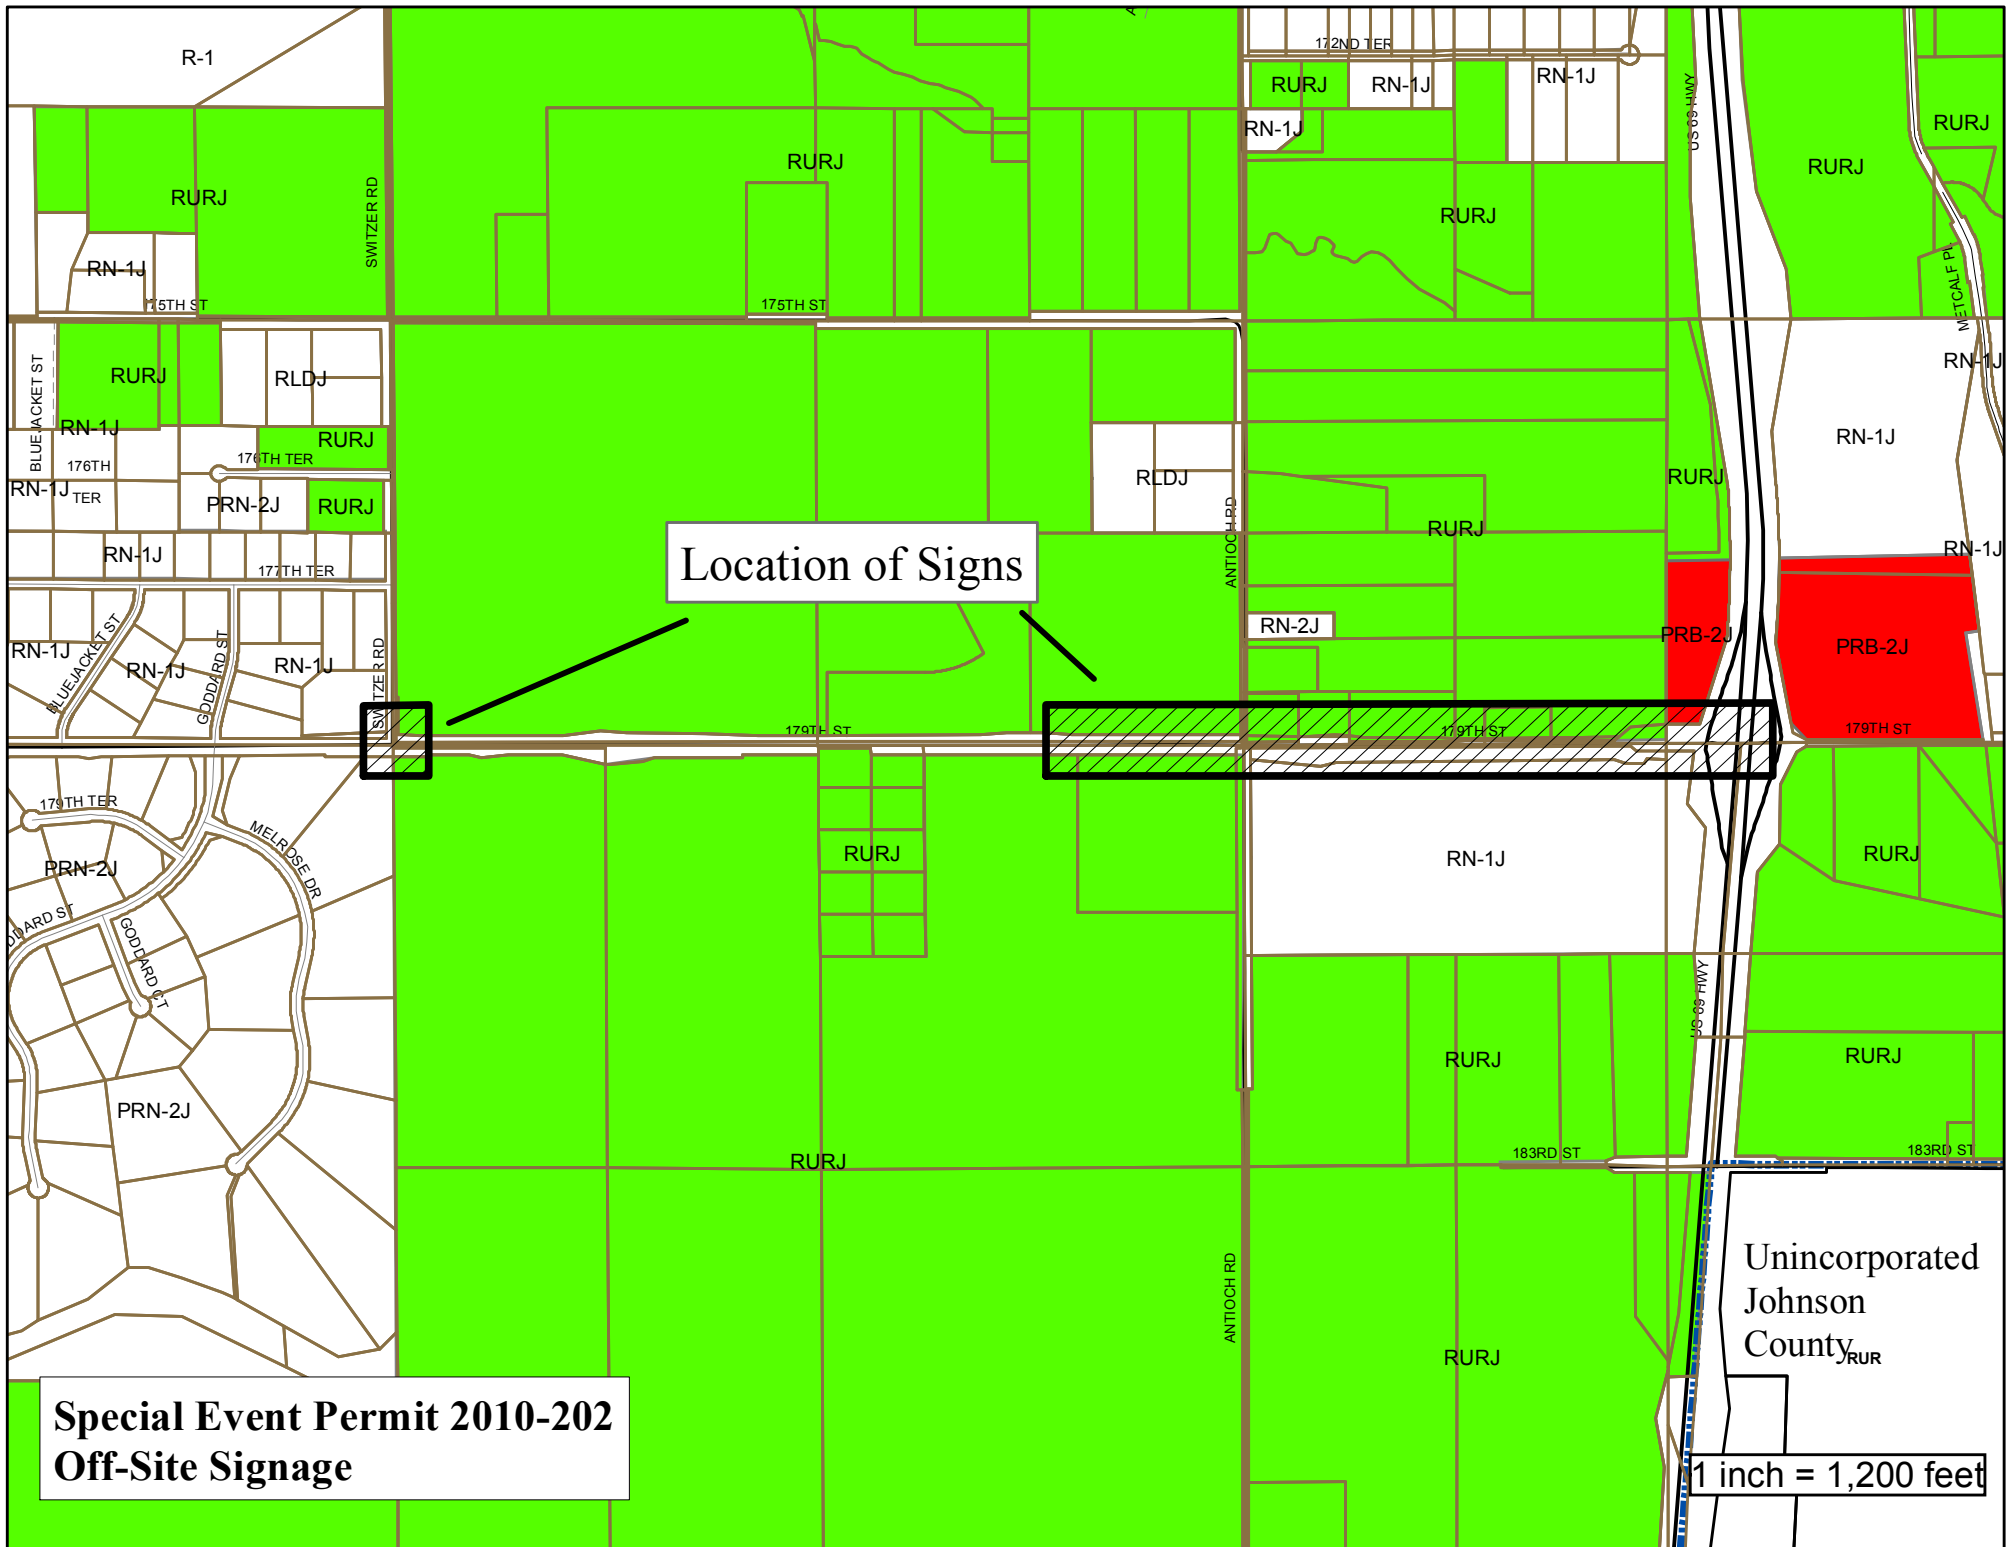 172ND TER
R-1
RURJ
RN-1J
RN-1J
US 69 HWY
RN-1J
RURJ
RURJ
RURJ
RURJ
RURJ
RURJ
SWITZER RD
RN-1J
METCALF PL
175TH ST
175TH ST
BLUEJACKET ST
RURJ
RLDJ
RN-1J
RN-1J
RN-1J
RURJ
176TH
176TH TER
RLDJ
RURJ
RN-1J
TER
PRN-2J
RURJ
ANTIOCH RD
RURJ
RN-1J
RN-1J
177TH TER
Location of Signs
RN-2J
PRB-2J
PRB-2J
RN-1J
BLUEJACKET ST
RN-1J
GODDARD ST
RN-1J
SWITZER RD
179TH ST
179TH ST
179TH ST
179TH TER
MELROSE DR
PRN-2J
RURJ
RN-1J
RURJ
DDARD ST
GODDARD CT
US 69 HWY
RURJ
RURJ
PRN-2J
RURJ
183RD ST
183RD ST
ANTIOCH RD
RURJ
Unincorporated
Johnson
County
RUR
Special Event Permit 2010-202
Off-Site Signage
1 inch = 1,200 feet